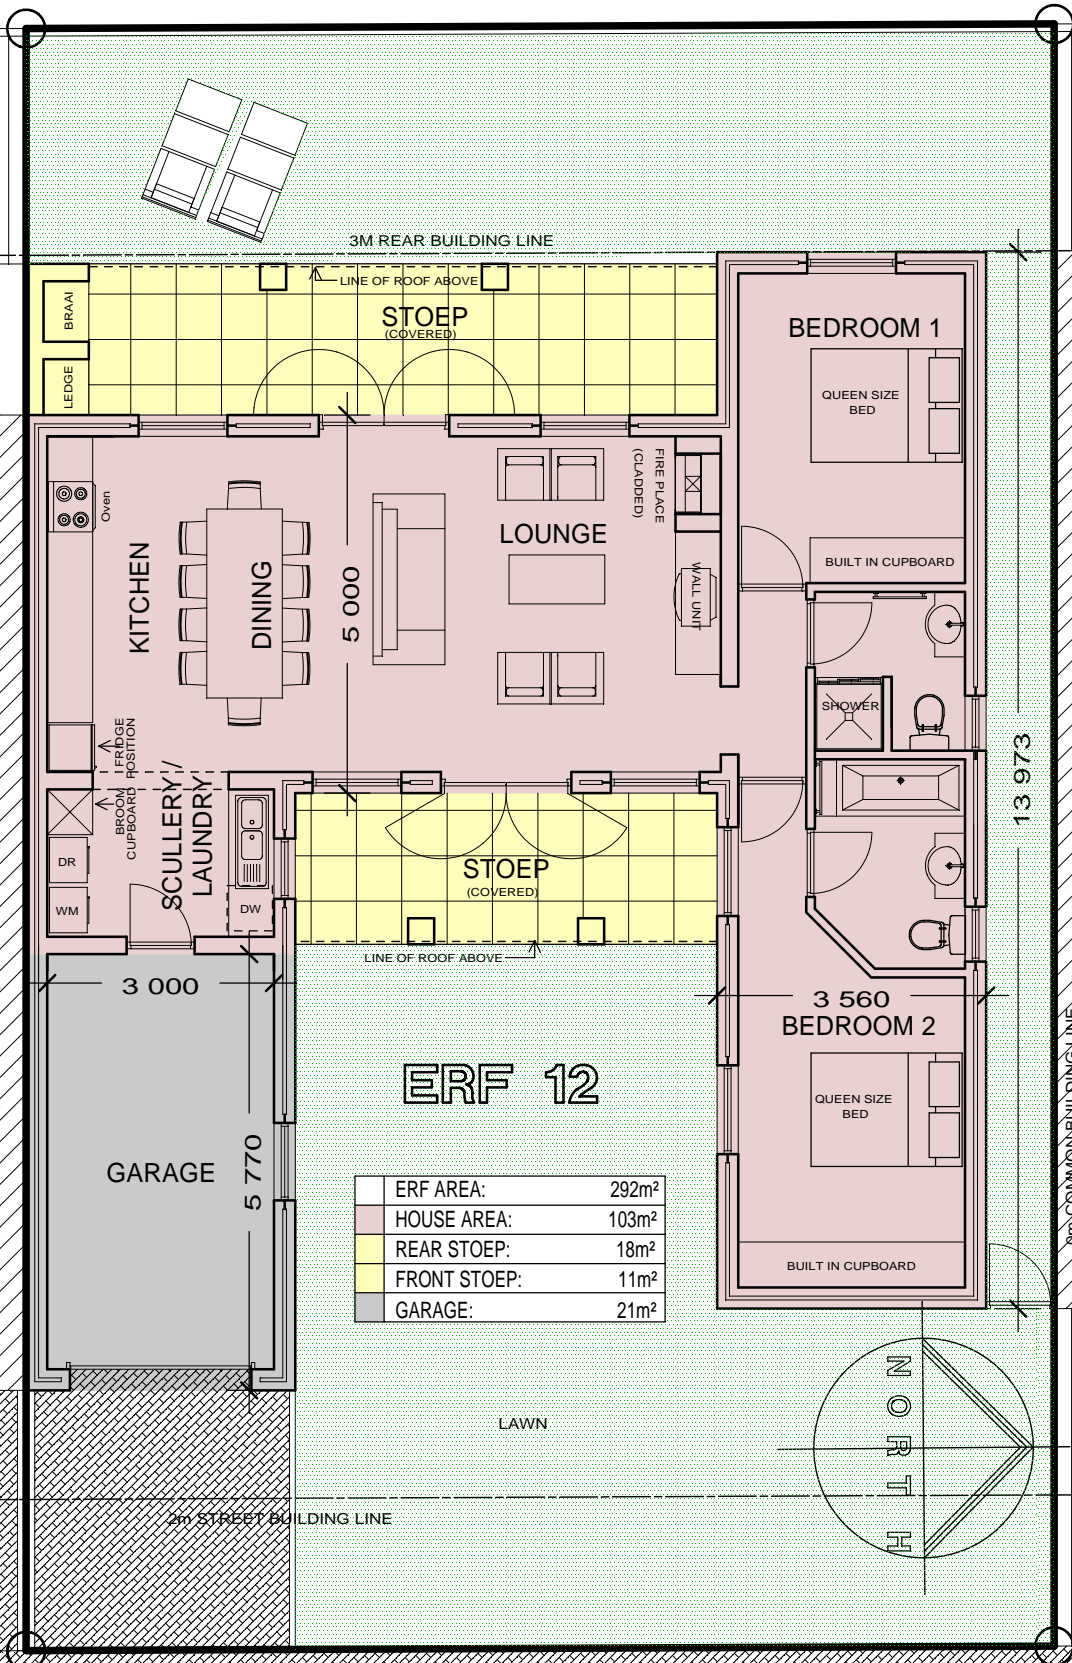 3M REAR BUILDING LINE
LINE OF ROOF ABOVE
BRAAI
LEDGE
STOEP
(COVERED)
BEDROOM 1
QUEEN SIZE
BED
BUILT IN CUPBOARD
Oven
KITCHEN
DINING
5 000
LOUNGE
FIRE PLACE
(CLADDED)
WALL UNIT
SHOWER
FRIDGE
POSITION
BROOM
CUPBOARD
SCULLERY /
LAUNDRY
DR
WM
DW
STOEP
(COVERED)
LINE OF ROOF ABOVE
13 973
3 000
3 560
BEDROOM 2
QUEEN SIZE
BED
BUILT IN CUPBOARD
0m COMMON BUILDING LINE
ERF 12
GARAGE
5 770
ERF AREA: 292m²
HOUSE AREA: 103m²
REAR STOEP: 18m²
FRONT STOEP: 11m²
GARAGE: 21m²
NORTH
LAWN
2m STREET BUILDING LINE